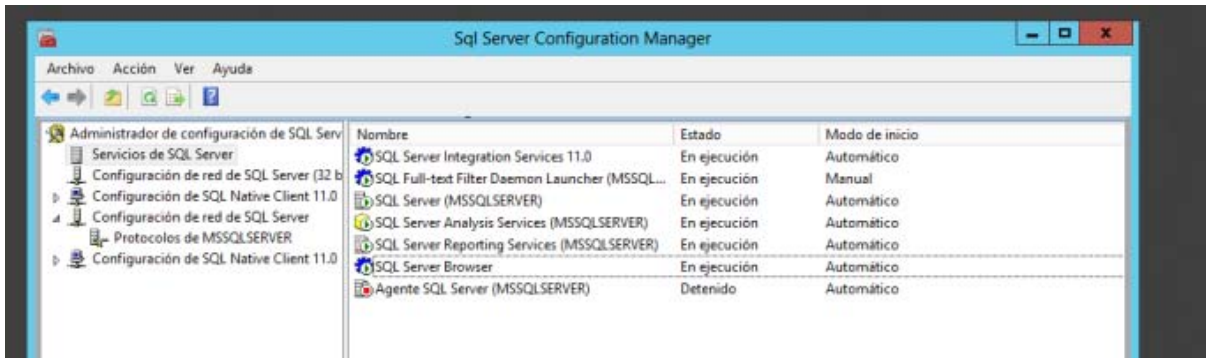 Sql Server Configuration Manager
Archivo Acción Ver Ayuda
Administrador de configuración de SQL Serv
Servicios de SQL Server
Configuración de red de SQL Server (32 b
Configuración de SQL Native Client 11.0
Configuración de red de SQL Server
Protocolos de MSSQLSERVER
Configuración de SQL Native Client 11.0
Nombre Estado Modo de inicio
SQL Server Integration Services 11.0 En ejecución Automático
SQL Full-text Filter Daemon Launcher (MSSQL... En ejecución Manual
SQL Server (MSSQLSERVER) En ejecución Automático
SQL Server Analysis Services (MSSQLSERVER) En ejecución Automático
SQL Server Reporting Services (MSSQLSERVER) En ejecución Automático
SQL Server Browser En ejecución Automático
Agente SQL Server (MSSQLSERVER) Detenido Automático